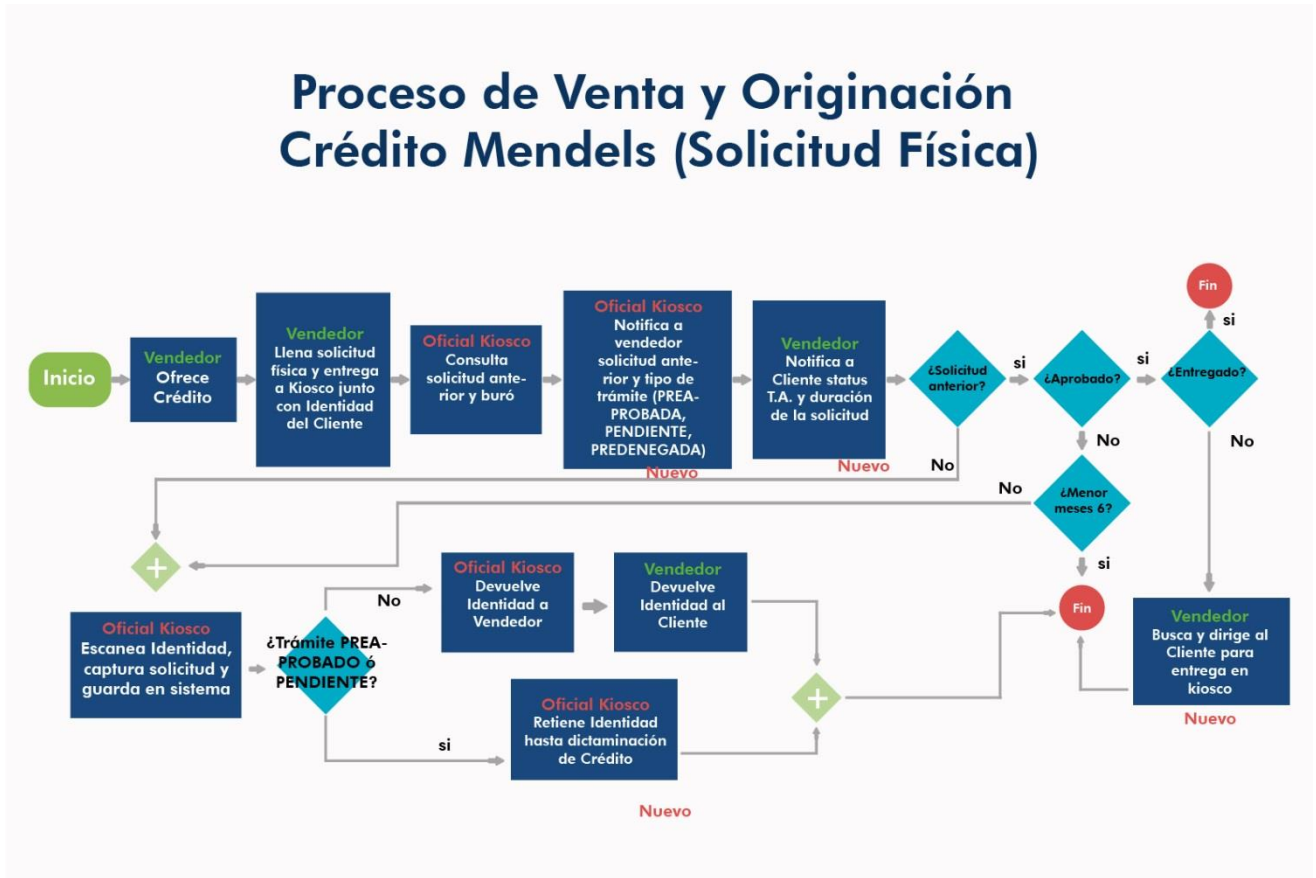 Proceso de Venta y Originación
Crédito Mendels (Solicitud Física)
Inicio
Vendedor
Ofrece
Crédito
Vendedor
Llena solicitud
física y entrega
a Kiosco junto
con Identidad
del Cliente
Oficial Kiosco
Consulta
solicitud ante-
rior y buró
Oficial Kiosco
Notifica a
vendedor
solicitud ante-
rior y tipo de
trámite (PREA-
PROBADA,
PENDIENTE,
PREDENEGADA)
Nuevo
Vendedor
Notifica a
Cliente status
T.A. y duración
de la solicitud
Nuevo
¿Solicitud
anterior?
si
¿Aprobado?
si
¿Entregado?
si
Fin
No
No
No
No
¿Menor
meses 6?
si
Fin
Vendedor
Busca y dirige al
Cliente para
entrega en
kiosco
Nuevo
Oficial Kiosco
Escanea Identidad,
captura solicitud y
guarda en sistema
¿Trámite PREA-
PROBADO ó
PENDIENTE?
No
Oficial Kiosco
Devuelve
Identidad a
Vendedor
Vendedor
Devuelve
Identidad al
Cliente
si
Oficial Kiosco
Retiene Identidad
hasta dictaminación
de Crédito
Nuevo